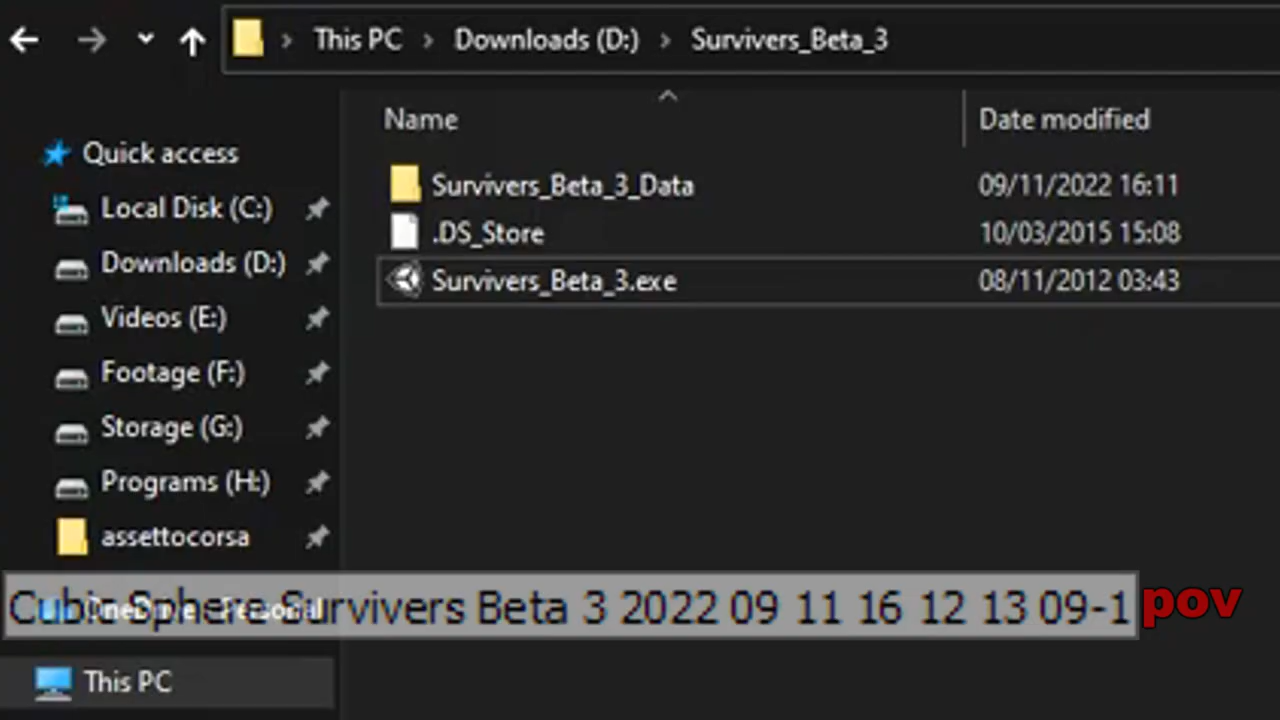 This PC > Downloads (D:) > Survivers_Beta_3
Name Date modified
Quick access
Local Disk (C:)
Downloads (D:)
Videos (E:)
Footage (F:)
Storage (G:)
Programs (H:)
assettocorsa
OneDrive - Personal
This PC
Survivers_Beta_3_Data 09/11/2022 16:11
.DS_Store 10/03/2015 15:08
Survivers_Beta_3.exe 08/11/2012 03:43
Cubic Sphere Survivers Beta 3 2022 09 11 16 12 13 09-1 pov